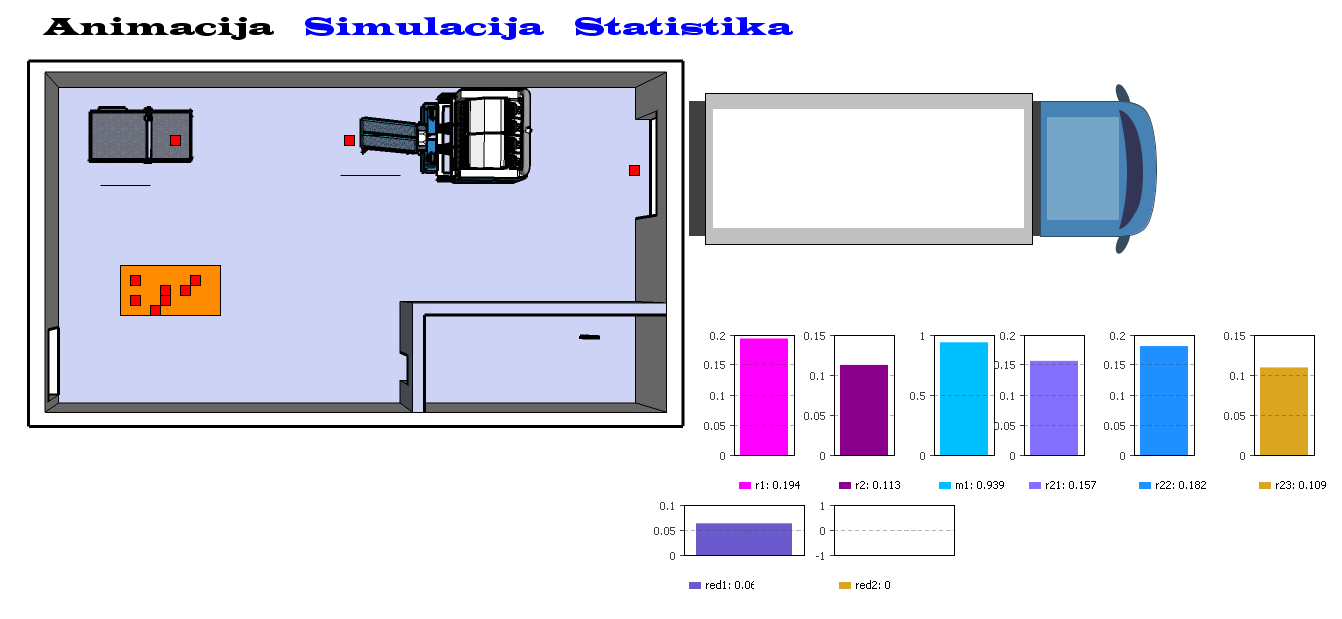 Animacija Simulacija Statistika
0.2 0.15 1 0.2 0.2 0.15
0.15 0.1 0.5 0.15 0.15 0.1
0.1 0.05 0 0.1 0.1 0.05
0.05 0 0.05 0.05 0
0 0 0
r1: 0.194 r2: 0.113 m1: 0.939 r21: 0.157 r22: 0.182 r23: 0.109
0.1 1
0.05 0
0 -1
red1: 0.06 red2: 0